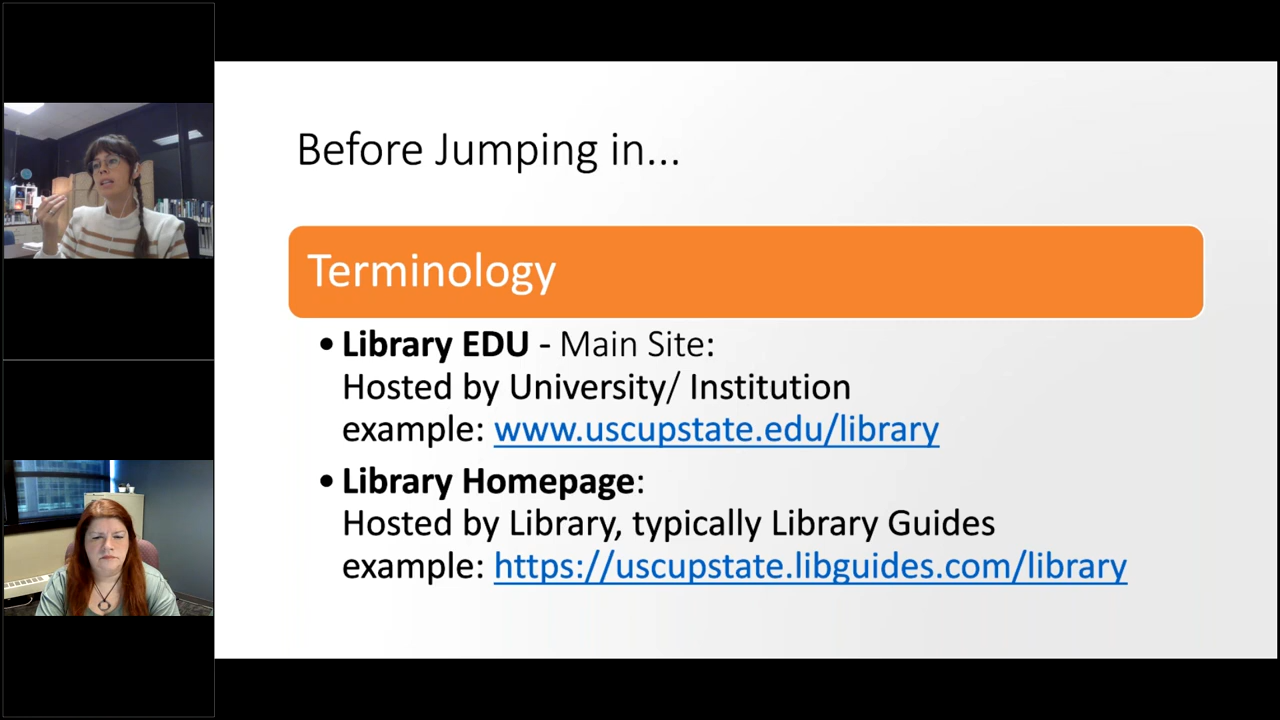 Before Jumping in...
Terminology
• Library EDU - Main Site:
Hosted by University/ Institution
example: www.uscupstate.edu/library
• Library Homepage:
Hosted by Library, typically Library Guides
example: https://uscupstate.libguides.com/library